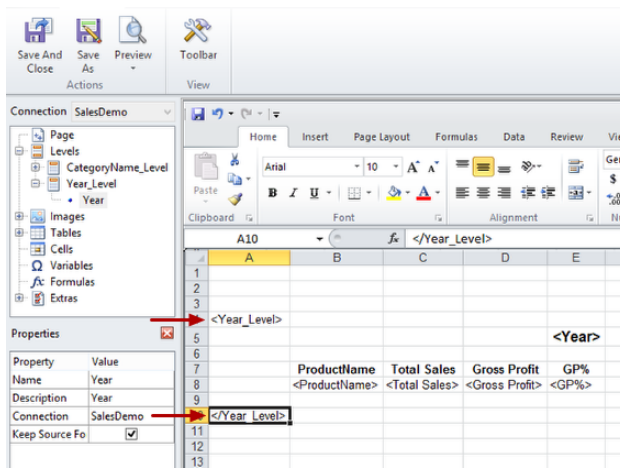 Save And Close
Save As
Preview
Toolbar
Actions
View
Connection SalesDemo
Page
Levels
CategoryName_Level
Year_Level
Year
Images
Tables
Cells
Variables
Formulas
Extras
Properties
Property Value
Name Year
Description Year
Connection SalesDemo
Keep Source Fo
Home Insert Page Layout Formulas Data Review
Arial 10 A A
Paste B I U A
Clipboard Font Alignment
A10 fx </Year_Level>
A B C D E
1
2
3
<Year_Level>
5 <Year>
6
7 ProductName Total Sales Gross Profit GP%
8 <ProductName> <Total Sales> <Gross Profit> <GP%>
9
</Year_Level>
11
12
13